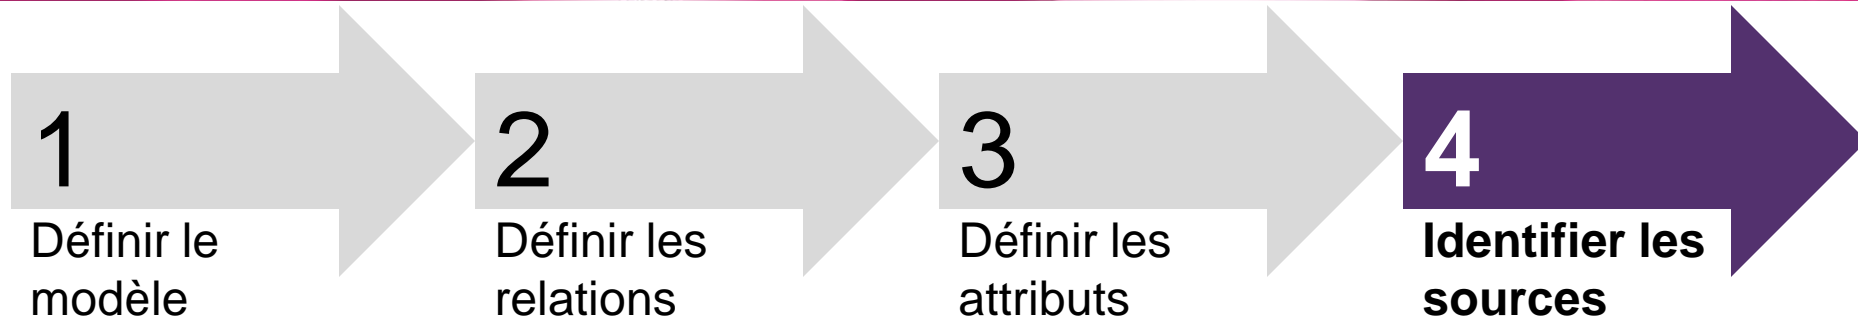 1
Définir le
modèle
2
Définir les
relations
3
Définir les
attributs
4
Identifier les
sources